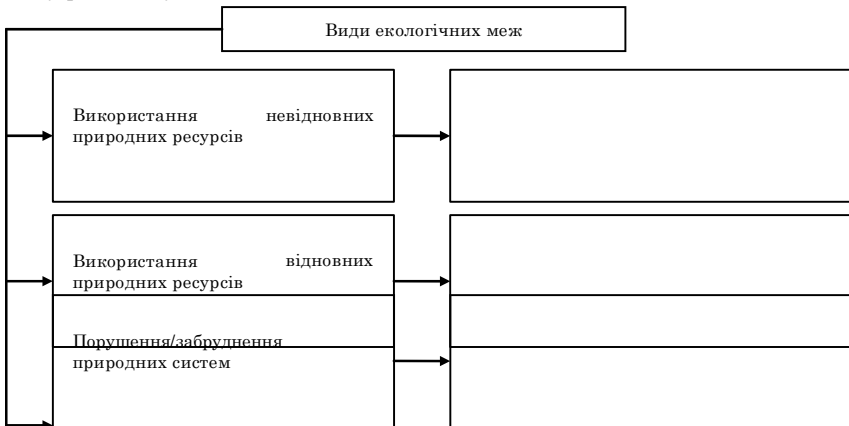 Види екологічних меж
Використання невідновних
природних ресурсів
Використання відновних
природних ресурсів
Порушення/забруднення
природних систем